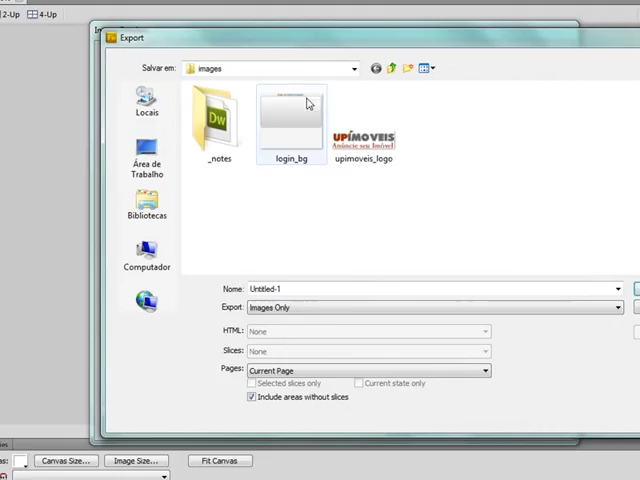 2-Up
4-Up
Export
Salvar em:
images
Locais
Área de
Trabalho
Bibliotecas
Computador
Dw
_notes
login_bg
UPIMOVEIS
Anúncie seu Imóvel
upimoveis_logo
Nome:
Untitled-1
Export:
Images Only
HTML:
None
Slices:
None
Pages:
Current Page
Selected slices only
Current state only
Include areas without slices
Canvas Size...
Image Size...
Fit Canvas